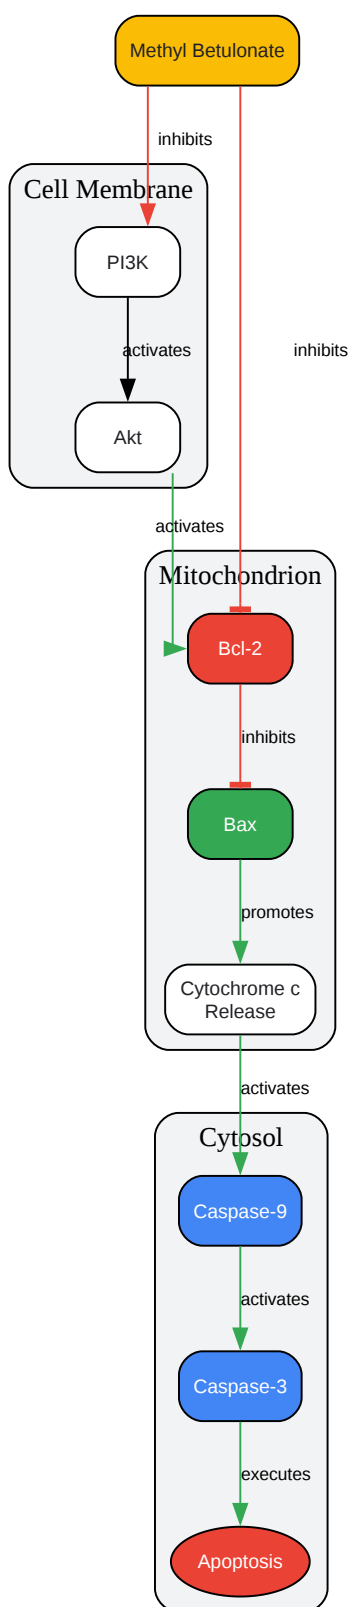 Methyl Betulonate
inhibits
Cell Membrane
PI3K
activates
inhibits
Akt
activates
Mitochondrion
Bcl-2
inhibits
Bax
promotes
Cytochrome c
Release
activates
Cytosol
Caspase-9
activates
Caspase-3
executes
Apoptosis